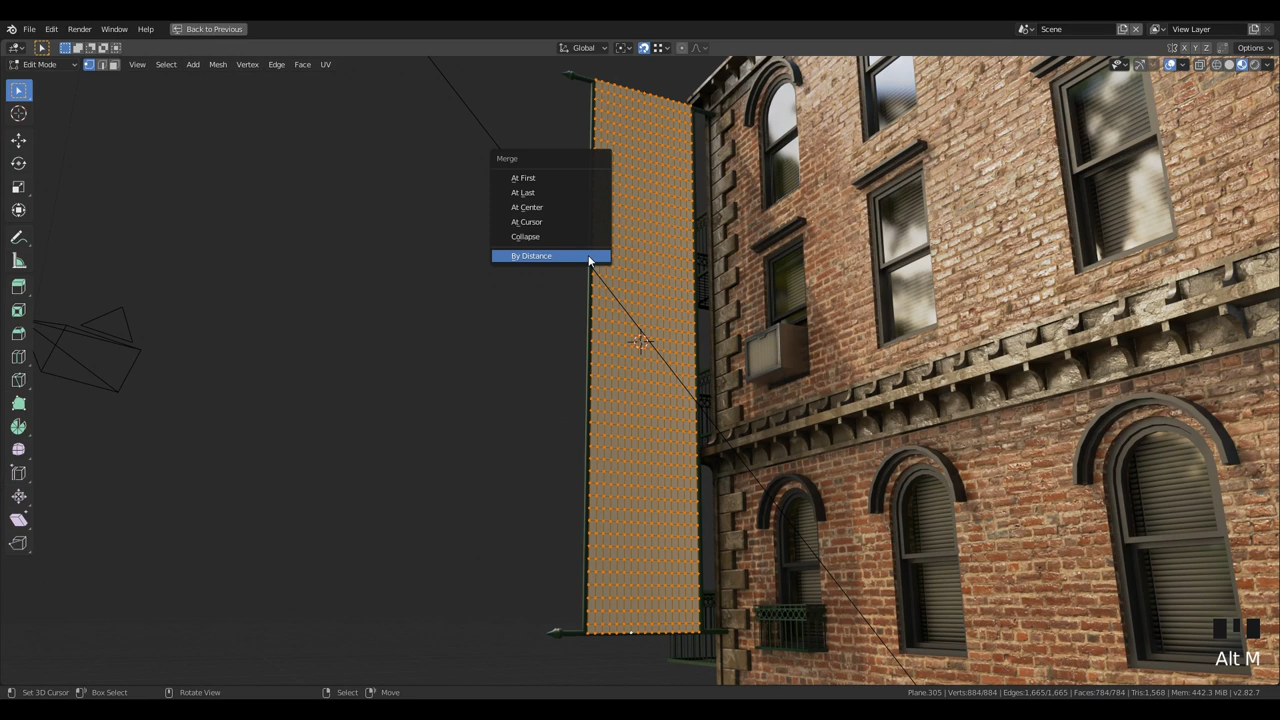 File Edit Render Window Help Back to Previous Scene View Layer
Global Options
X Y Z
Edit Mode View Select Add Mesh Vertex Edge Face UV
Merge
At First
At Last
At Center
At Cursor
Collapse
By Distance
Alt M
Set 3D Cursor Box Select Rotate View Select Move Plane.305 | Verts:884/884 | Edges:1,665/1,665 | Faces:784/784 | Tris:1,568 | Mem: 442.3 MiB | v2.82.7